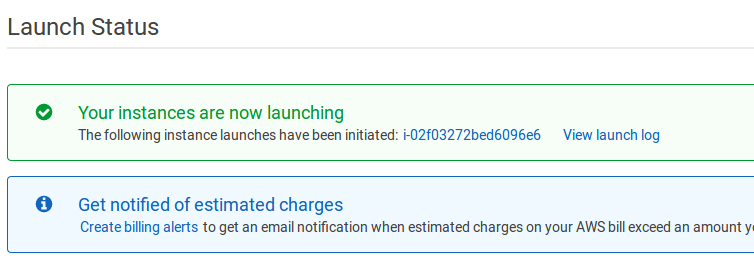 Launch Status
Your instances are now launching
The following instance launches have been initiated: i-02f03272bed6096e6 View launch log
Get notified of estimated charges
Create billing alerts to get an email notification when estimated charges on your AWS bill exceed an amount